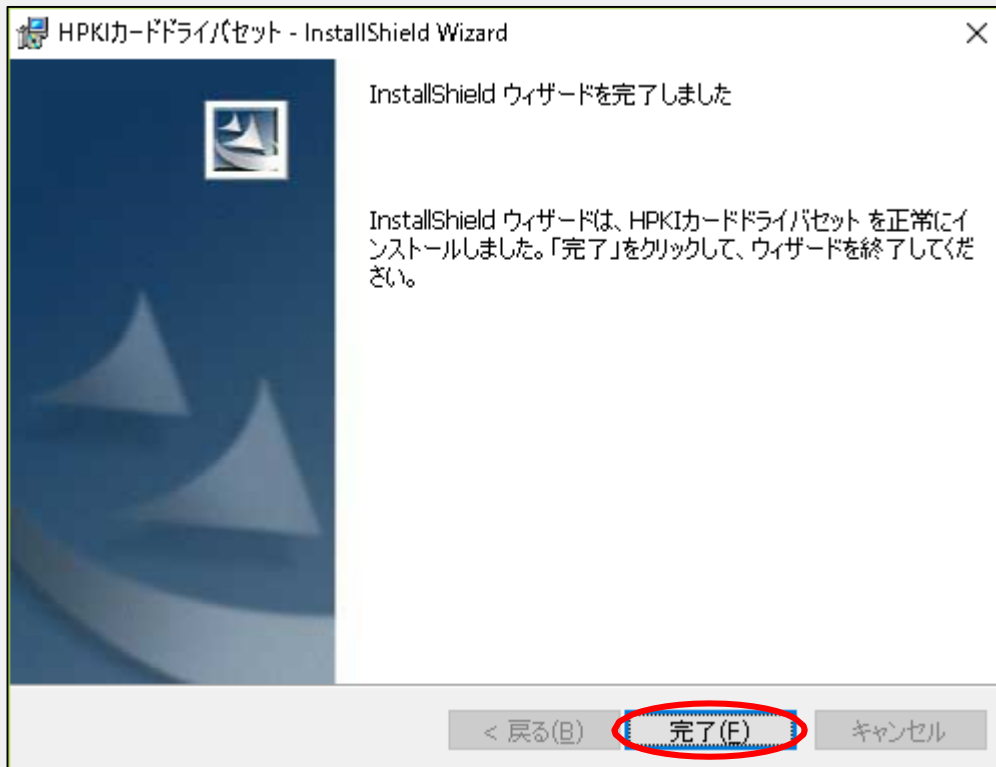 HPKIカードドライバセット - InstallShield Wizard
InstallShield ウィザードを完了しました
InstallShield ウィザードは、HPKIカードドライバセット を正常にイ
ンストールしました。「完了」をクリックして、ウィザードを終了してくだ
さい。
< 戻る(B)
完了(F)
キャンセル